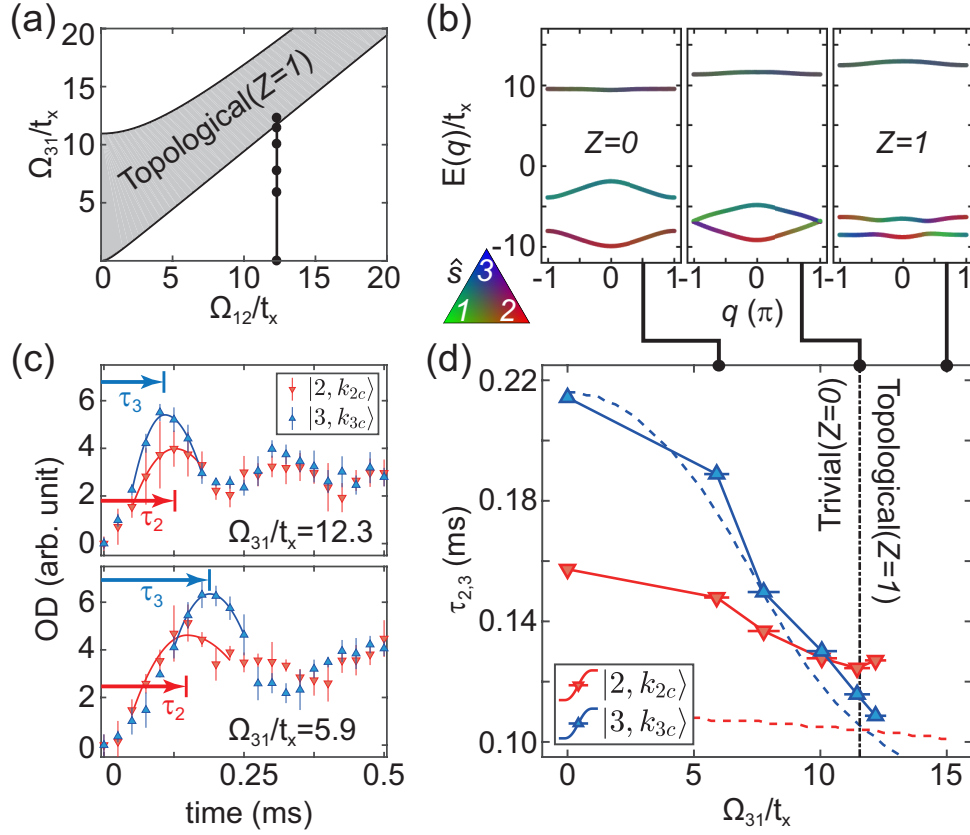 (a)
20
15
10
5
Ω31/tx
Topological(Z=1)
0
5
10
15
20
Ω12/tx
(b)
10
0
-10
E(q)/tx
Z=0
Z=1
-1
0
1
-1
0
1
-1
0
1
q (π)
ŝ
3
1
2
(c)
6
4
2
0
τ3
τ2
|2, k2c⟩
|3, k3c⟩
Ω31/tx=12.3
OD (arb. unit)
6
4
2
0
τ3
τ2
Ω31/tx=5.9
0
0.25
0.5
time (ms)
(d)
0.22
0.19
0.16
0.13
0.10
τ2,3 (ms)
Trivial(Z=0)
Topological(Z=1)
|2, k2c⟩
|3, k3c⟩
0
5
10
15
Ω31/tx